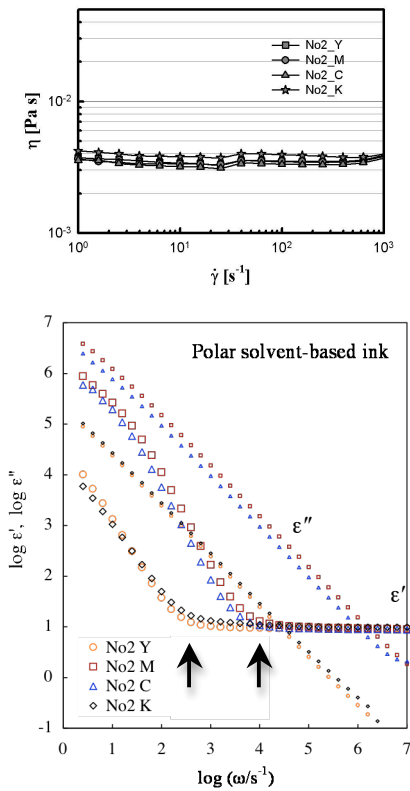 No2_Y
No2_M
No2_C
No2_K
10⁻²
η [Pa s]
10⁻³
10⁰ 10¹ 10² 10³
γ̇ [s⁻¹]
7
Polar solvent-based ink
6
5
4
log ε', log ε''
3
ε''
2
ε'
1
No2 Y
No2 M
0
No2 C
No2 K
-1
0 1 2 3 4 5 6 7
log (ω/s⁻¹)